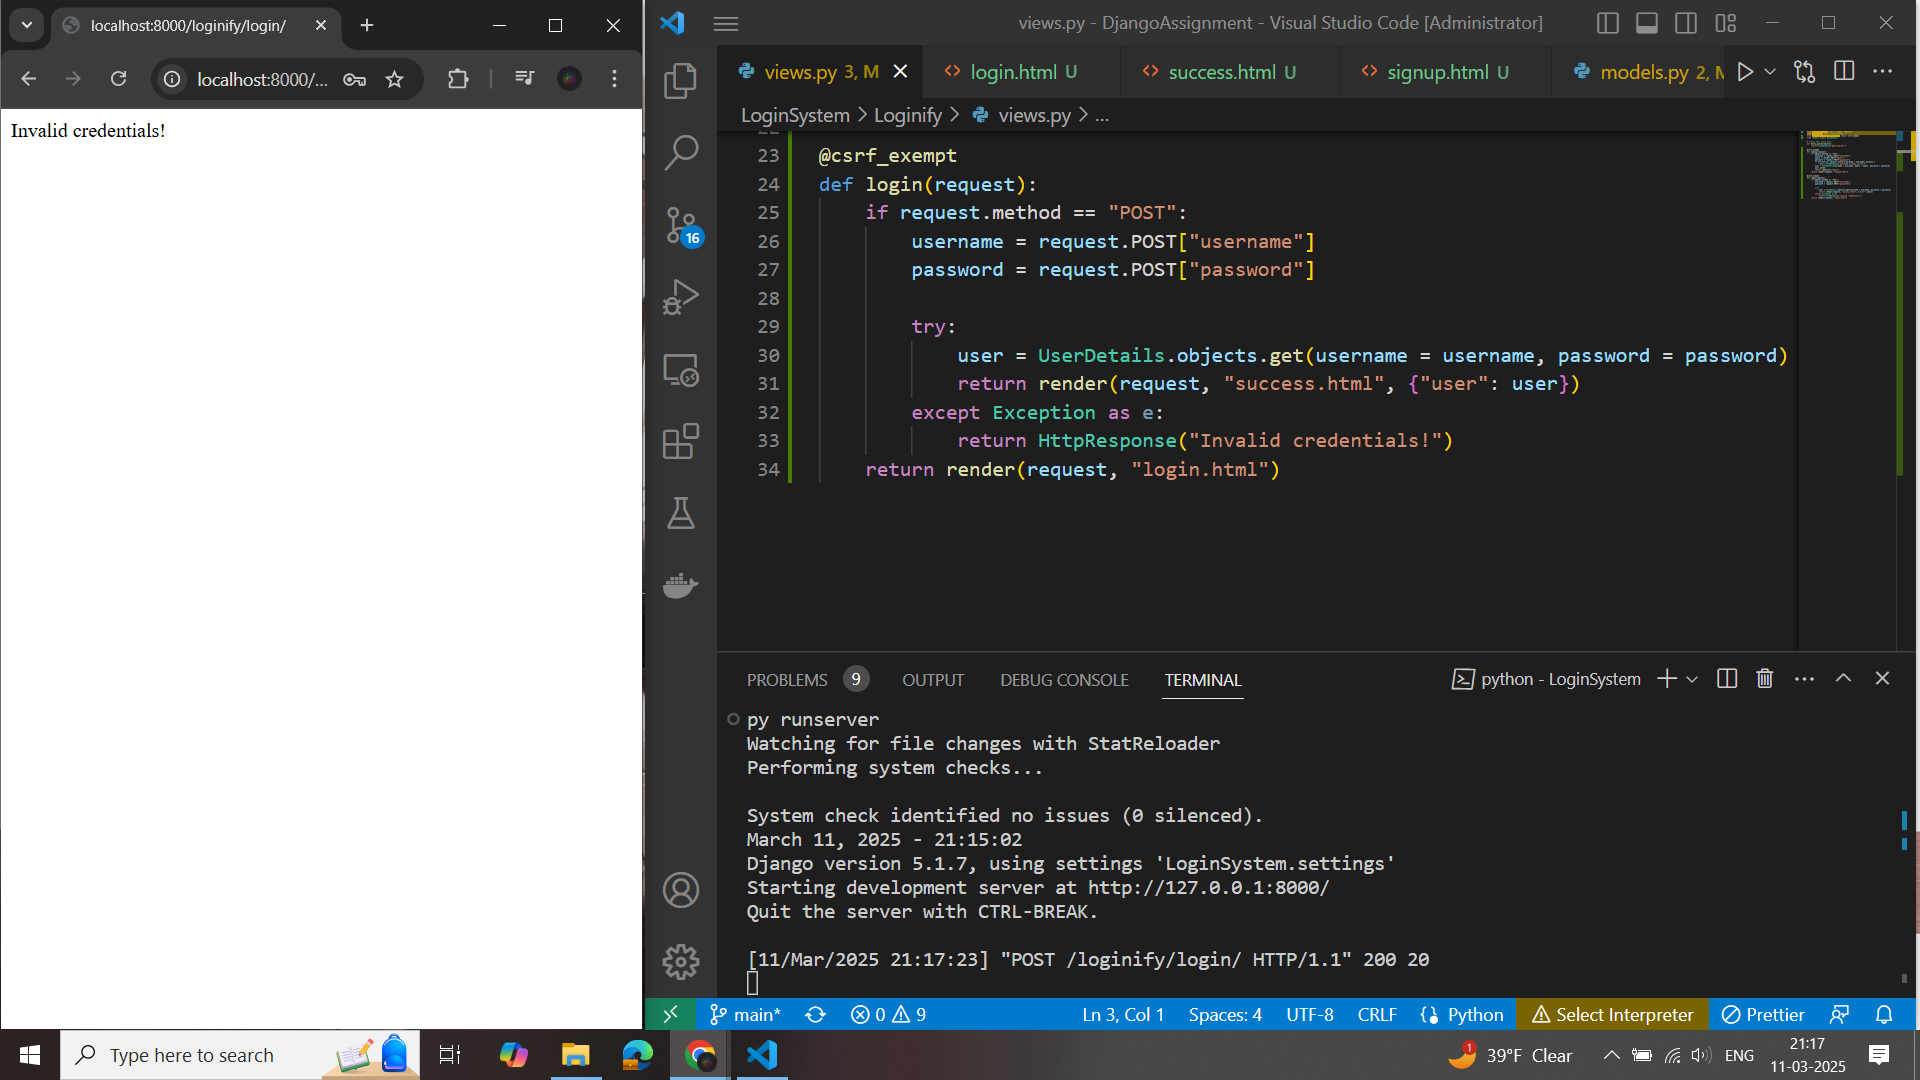 localhost:8000/loginify/login/
localhost:8000/...
Invalid credentials!
views.py - DjangoAssignment - Visual Studio Code [Administrator]
views.py 3, M
login.html U
success.html U
signup.html U
models.py 2, M
LoginSystem > Loginify > views.py > ...
23 @csrf_exempt
24 def login(request):
25 if request.method == "POST":
26 username = request.POST["username"]
27 password = request.POST["password"]
28
29 try:
30 user = UserDetails.objects.get(username = username, password = password)
31 return render(request, "success.html", {"user": user})
32 except Exception as e:
33 return HttpResponse("Invalid credentials!")
34 return render(request, "login.html")
16
PROBLEMS 9 OUTPUT DEBUG CONSOLE TERMINAL
python - LoginSystem
py runserver
Watching for file changes with StatReloader
Performing system checks...
System check identified no issues (0 silenced).
March 11, 2025 - 21:15:02
Django version 5.1.7, using settings 'LoginSystem.settings'
Starting development server at http://127.0.0.1:8000/
Quit the server with CTRL-BREAK.
[11/Mar/2025 21:17:23] "POST /loginify/login/ HTTP/1.1" 200 20
main* 0 9 Ln 3, Col 1 Spaces: 4 UTF-8 CRLF Python Select Interpreter Prettier
Type here to search
1
39°F Clear
ENG
21:17
11-03-2025